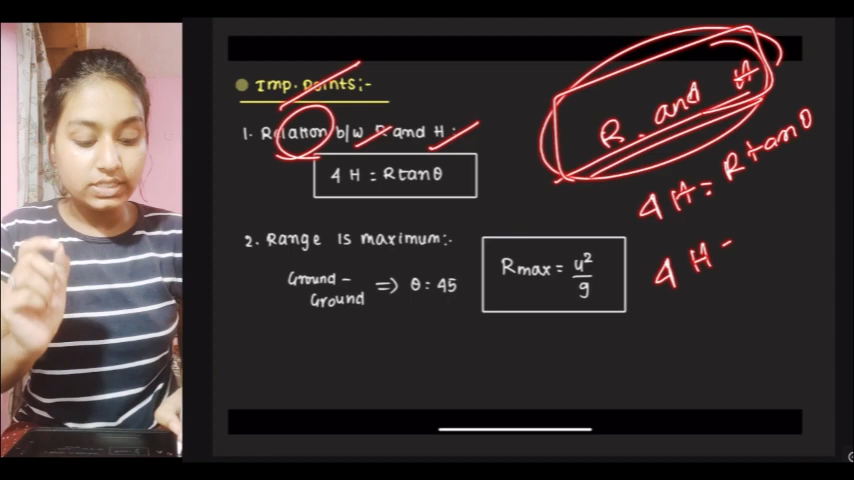 Imp. Points:-
1. Relation b/w R and H.
4 H = R tanθ
2. Range is maximum:-
Ground - Ground => θ = 45
Rmax = u²/g
R and H
4 H = R tanθ
4 H -